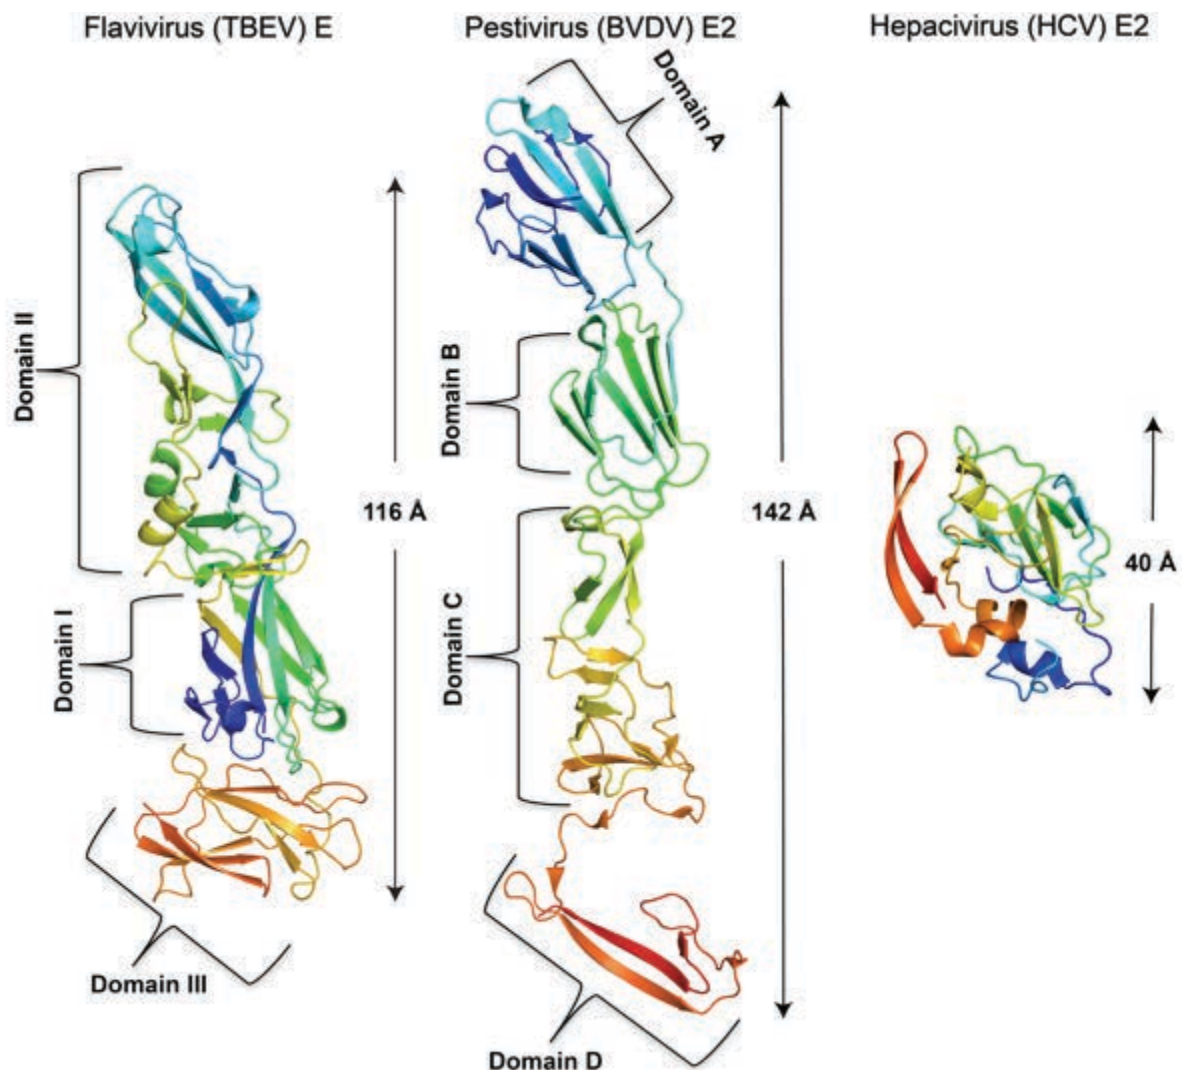 Flavivirus (TBEV) E
Pestivirus (BVDV) E2
Hepacivirus (HCV) E2
Domain A
Domain II
Domain B
116 Å
142 Å
40 Å
Domain I
Domain C
Domain III
Domain D